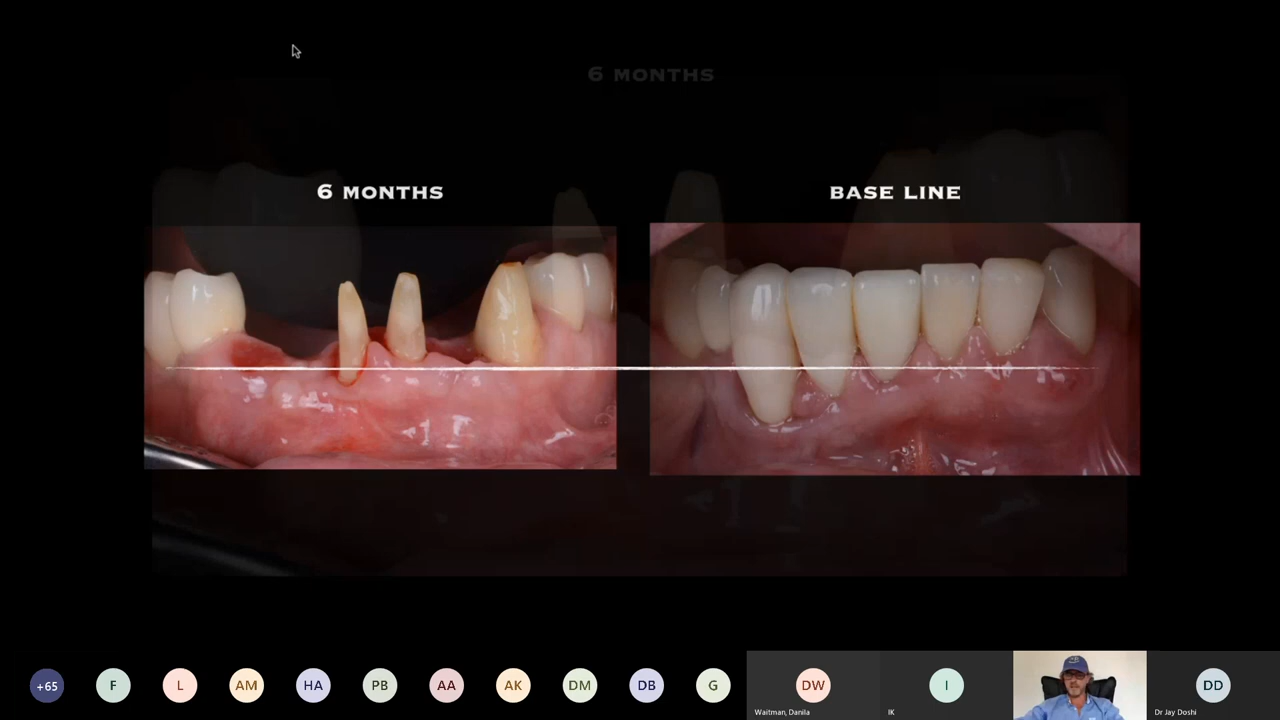 6 MONTHS
6 MONTHS
BASE LINE
+65
F
L
AM
HA
PB
AA
AK
DM
DB
G
DW
I
DD
Waitman, Danila
IK
Dr Jay Doshi